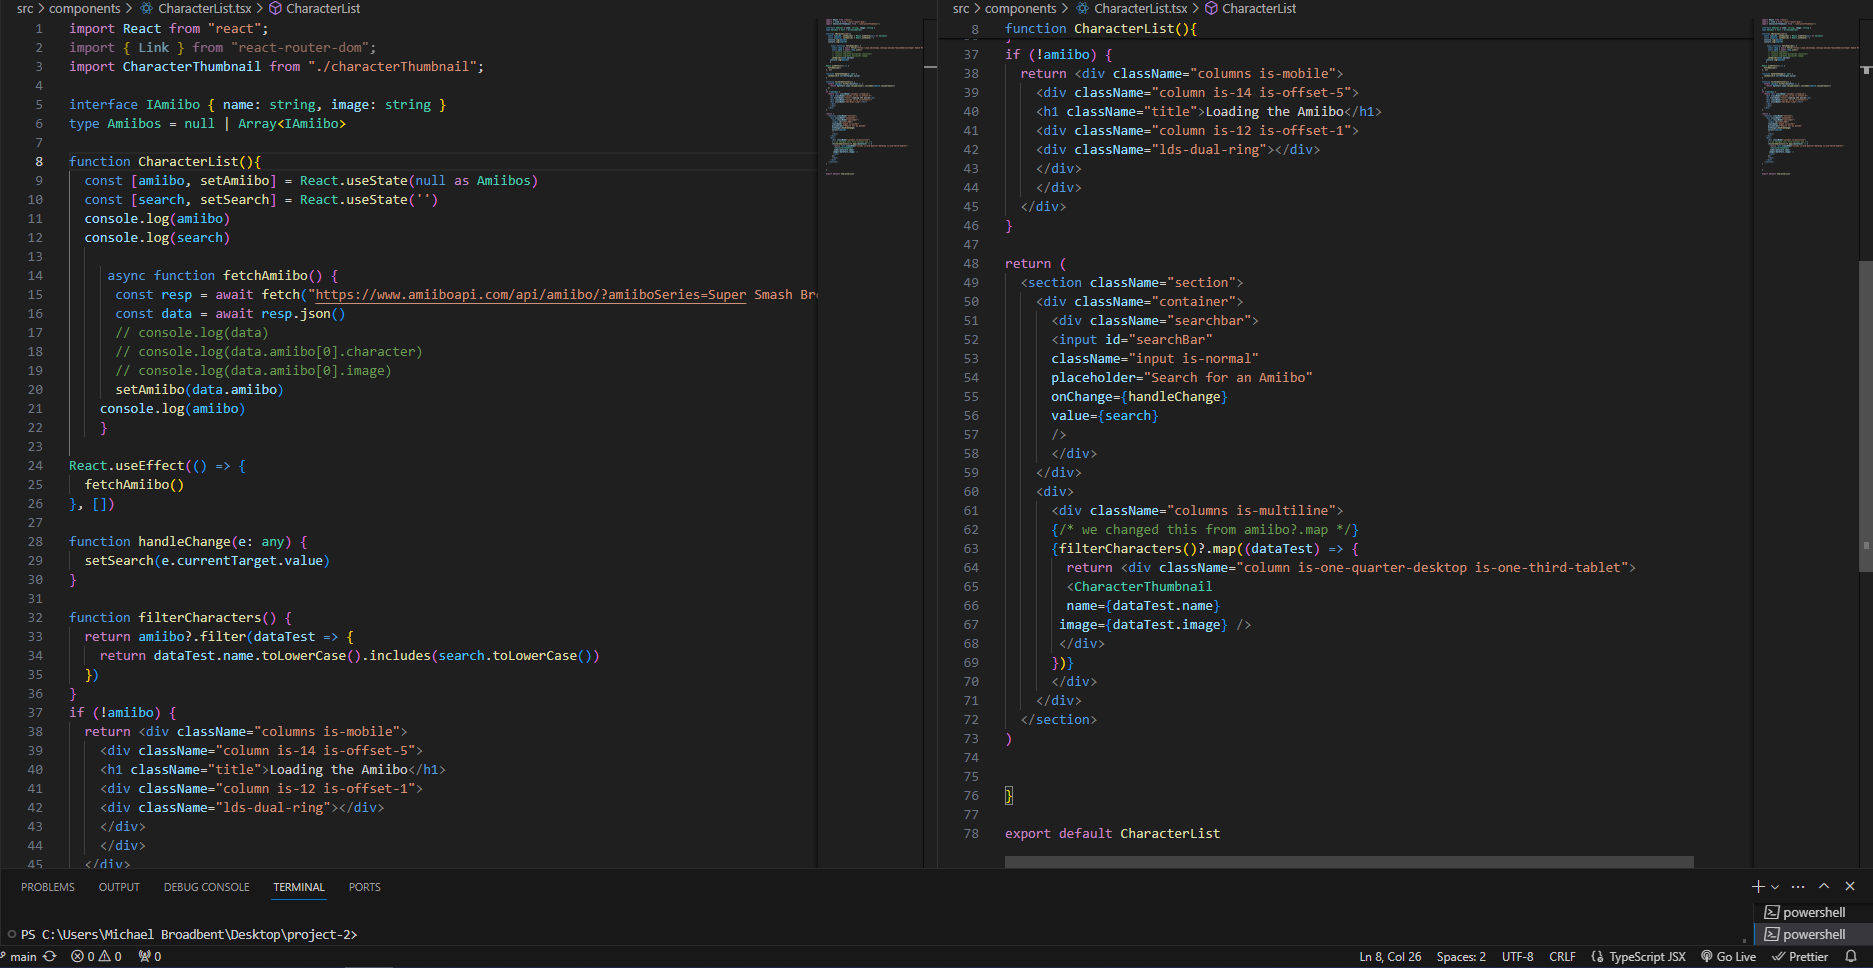 src > components > CharacterList.tsx > CharacterList
1 import React from "react";
2 import { Link } from "react-router-dom";
3 import CharacterThumbnail from "./characterThumbnail";
4
5 interface IAmiibo { name: string, image: string }
6 type Amiibos = null | Array<IAmiibo>
7
8 function CharacterList(){
9 const [amiibo, setAmiibo] = React.useState(null as Amiibos)
10 const [search, setSearch] = React.useState('')
11 console.log(amiibo)
12 console.log(search)
13
14 async function fetchAmiibo() {
15 const resp = await fetch("https://www.amiiboapi.com/api/amiibo/?amiiboSeries=Super Smash Br
16 const data = await resp.json()
17 // console.log(data)
18 // console.log(data.amiibo[0].character)
19 // console.log(data.amiibo[0].image)
20 setAmiibo(data.amiibo)
21 console.log(amiibo)
22 }
23
24 React.useEffect(() => {
25 fetchAmiibo()
26 }, [])
27
28 function handleChange(e: any) {
29 setSearch(e.currentTarget.value)
30 }
31
32 function filterCharacters() {
33 return amiibo?.filter(dataTest => {
34 return dataTest.name.toLowerCase().includes(search.toLowerCase())
35 })
36 }
37 if (!amiibo) {
38 return <div className="columns is-mobile">
39 <div className="column is-14 is-offset-5">
40 <h1 className="title">Loading the Amiibo</h1>
41 <div className="column is-12 is-offset-1">
42 <div className="lds-dual-ring"></div>
43 </div>
44 </div>
45 </div>
src > components > CharacterList.tsx > CharacterList
8 function CharacterList(){
37 if (!amiibo) {
38 return <div className="columns is-mobile">
39 <div className="column is-14 is-offset-5">
40 <h1 className="title">Loading the Amiibo</h1>
41 <div className="column is-12 is-offset-1">
42 <div className="lds-dual-ring"></div>
43 </div>
44 </div>
45 </div>
46 }
47
48 return (
49 <section className="section">
50 <div className="container">
51 <div className="searchbar">
52 <input id="searchBar"
53 className="input is-normal"
54 placeholder="Search for an Amiibo"
55 onChange={handleChange}
56 value={search}
57 />
58 </div>
59 </div>
60 <div>
61 <div className="columns is-multiline">
62 {/* we changed this from amiibo?.map */}
63 {filterCharacters()?.map((dataTest) => {
64 return <div className="column is-one-quarter-desktop is-one-third-tablet">
65 <CharacterThumbnail
66 name={dataTest.name}
67 image={dataTest.image} />
68 </div>
69 })}
70 </div>
71 </div>
72 </section>
73 )
74
75
76 }
77
78 export default CharacterList
PROBLEMS OUTPUT DEBUG CONSOLE TERMINAL PORTS
PS C:\Users\Michael Broadbent\Desktop\project-2>
powershell
powershell
main 0 0 0 Ln 8, Col 26 Spaces: 2 UTF-8 CRLF {} TypeScript JSX Go Live Prettier